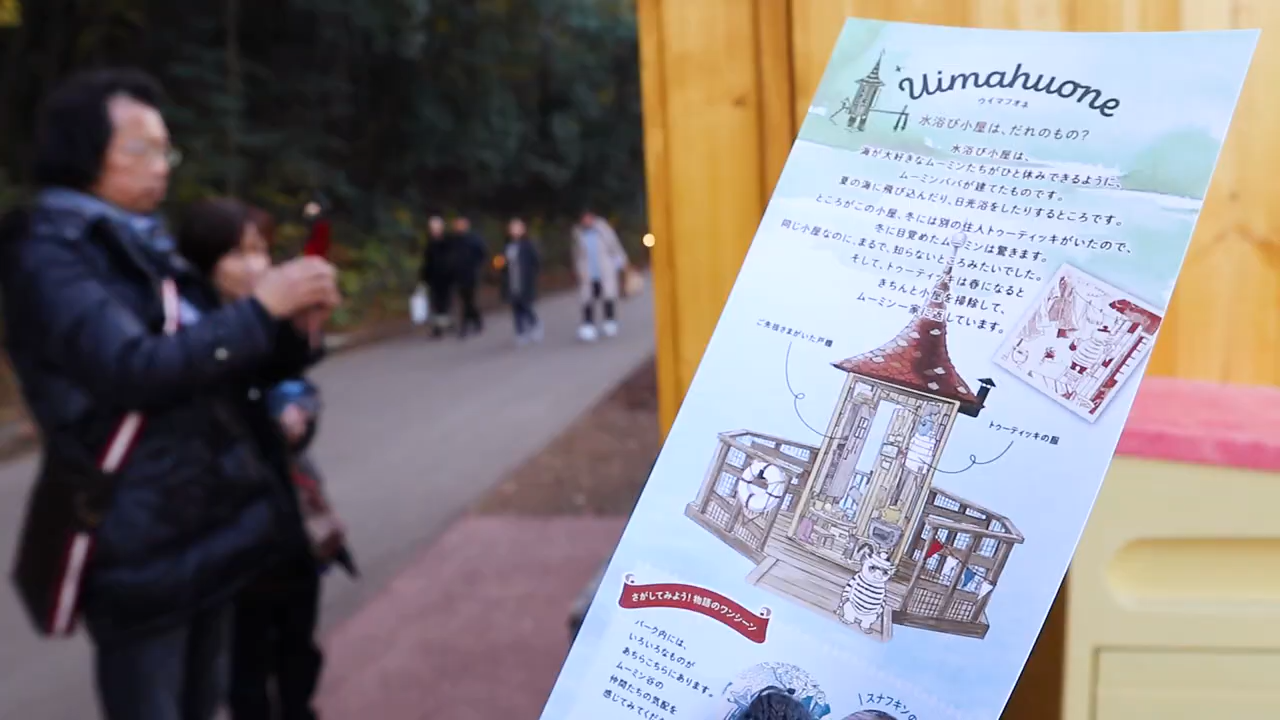 Uimahuone
ウイマフオネ
水浴び小屋は、だれのもの?
水浴び小屋は、
海が大好きなムーミンたちがひと休みできるように、
ムーミンパパが建てたものです。
夏の海に飛び込んだり、日光浴をしたりするところです。
ところがこの小屋、冬には別の住人トゥーティッキがいたので、
冬に目覚めたムーミンは驚きます。
同じ小屋なのに、まるで、知らないところみたいでした。
そして、トゥーティッキは春になると
きちんと小屋を掃除して、
ムーミン一家に返しています。
ご先祖さまがいた戸棚
トゥーティッキの服
さがしてみよう!物語のワンシーン
パーク内には、
いろいろなものが
あちらこちらにあります。
ムーミン谷の
仲間たちの気配を
感じてみてくだ
スナフキンの